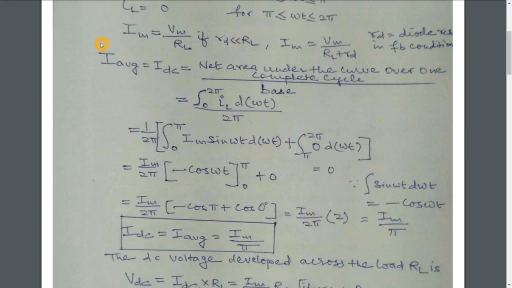 iL = 0 for π ≤ ωt ≤ 2π
Im = Vm/RL if rd<<RL, Im = Vm/RL+rd rd = diode res
in fb condition
Iavg = Idc = Net area under the curve over one complete cycle / base
= ∫₀^2π iL d(ωt) / 2π
= 1/2π [∫₀^π Im sinωt d(ωt) + ∫π^2π 0 d(ωt)]
= Im/2π [-cosωt]₀^π + 0 = 0 ∵ ∫sinωt dωt
= -cosωt
= Im/2π [-cosπ + cos0] = Im/2π (2) = Im/π
Idc = Iavg = Im/π
The dc voltage developed across the load RL is
Vdc = Idc × RL = Im/π RL